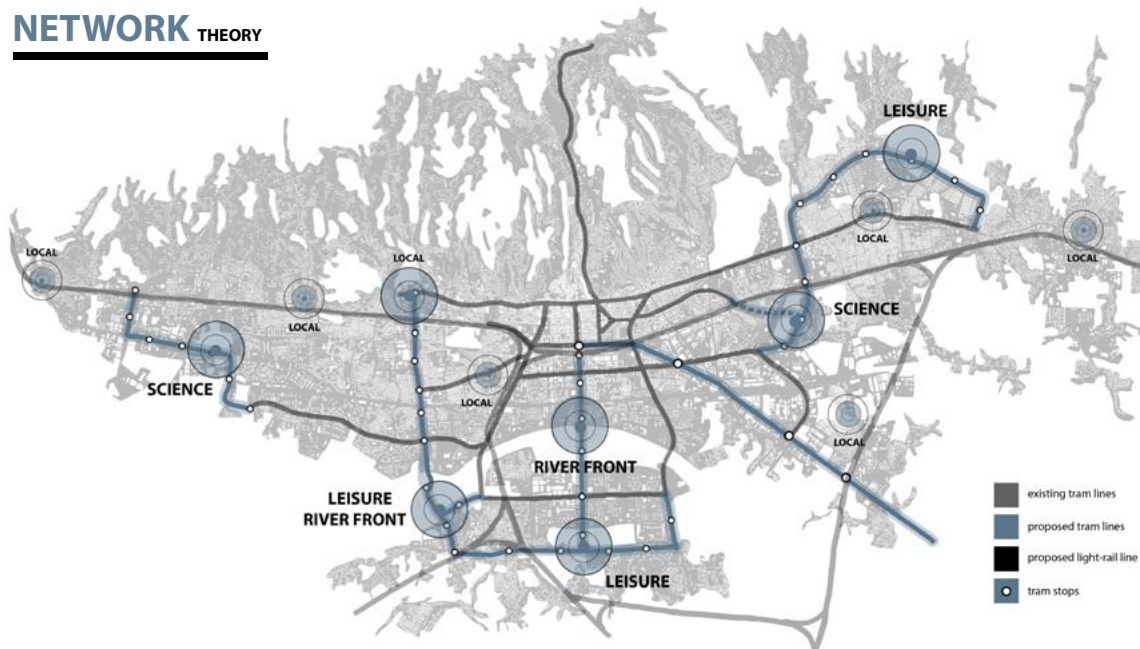 NETWORK THEORY
LEISURE
LOCAL
LOCAL
LOCAL
LOCAL
LOCAL
SCIENCE
SCIENCE
LOCAL
LOCAL
RIVER FRONT
LEISURE
RIVER FRONT
LEISURE
existing tram lines
proposed tram lines
proposed light-rail line
tram stops